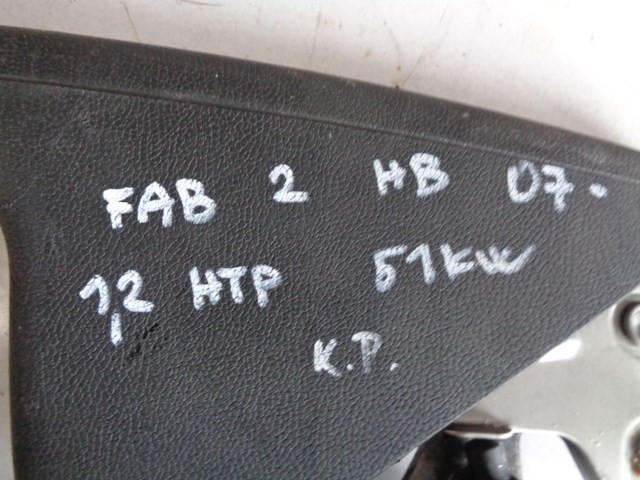 FAB 2 HB 07-
1,2 HTP 51kW
K.P.